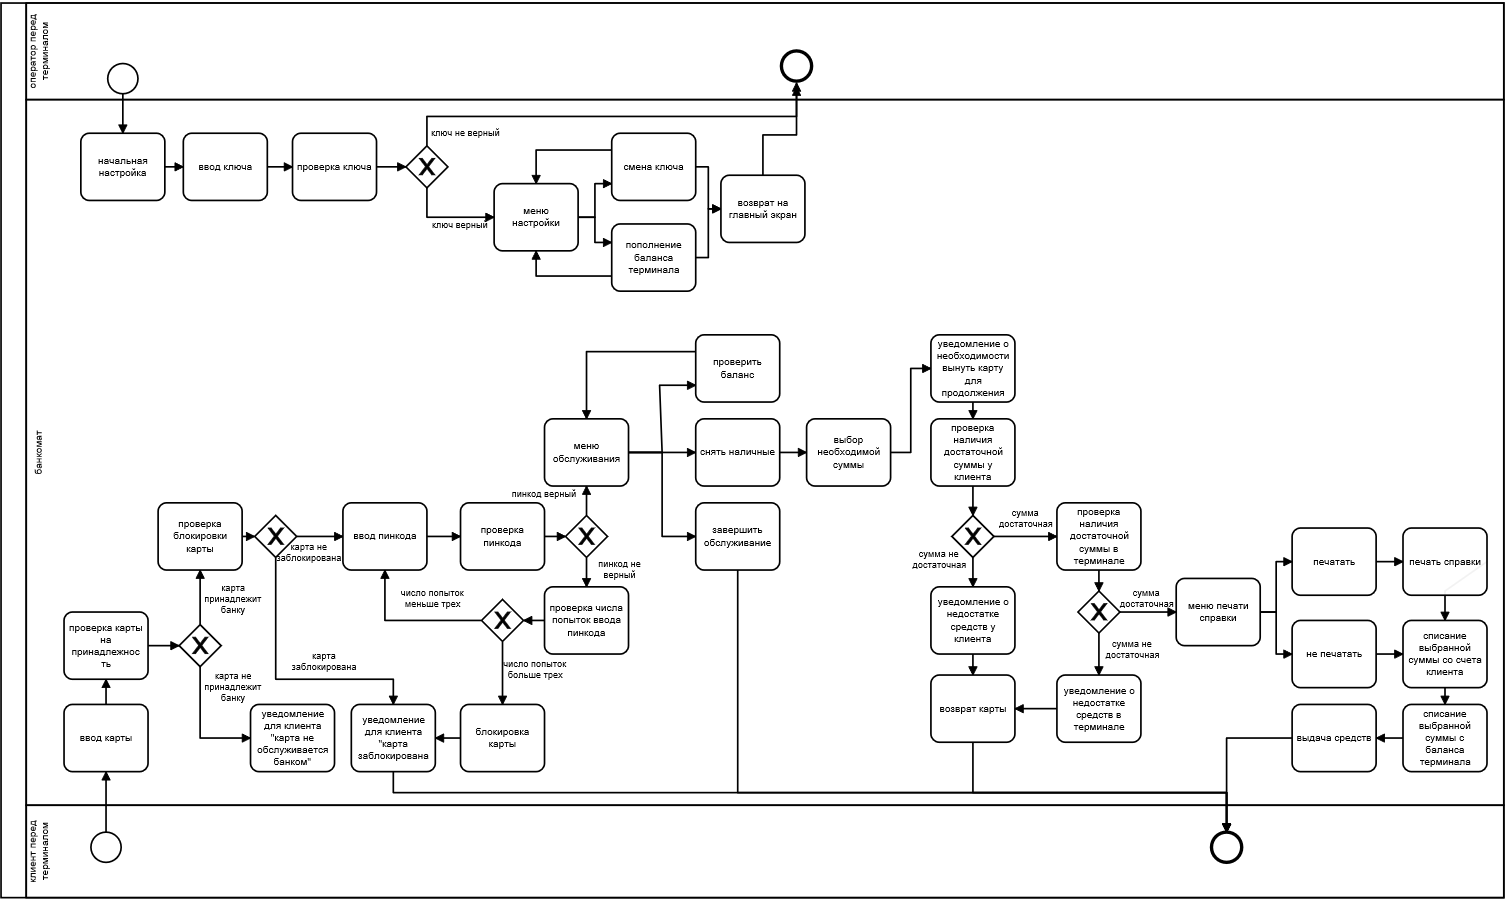 оператор перед
терминалом
начальная
настройка
ввод ключа
проверка ключа
ключ не верный
ключ верный
меню
настройки
смена ключа
пополнение
баланса
терминала
возврат на
главный экран
банкомат
проверить
баланс
меню
обслуживания
снять наличные
выбор
необходимой
суммы
завершить
обслуживание
уведомление о
необходимости
вынуть карту
для
продолжения
проверка
наличия
достаточной
суммы у
клиента
сумма
достаточная
сумма не
достаточная
проверка
наличия
достаточной
суммы в
терминале
уведомление о
недостатке
средств у
клиента
сумма
достаточная
сумма не
достаточная
возврат карты
уведомление о
недостатке
средств в
терминале
меню печати
справки
печатать
печать справки
не печатать
списание
выбранной
суммы со счета
клиента
выдача средств
списание
выбранной
суммы с
баланса
терминала
проверка
блокировки
карты
карта не
заблокирована
ввод пинкода
проверка
пинкода
пинкод верный
пинкод не
верный
проверка числа
попыток ввода
пинкода
число попыток
меньше трех
число попыток
больше трех
карта
принадлежит
банку
проверка карты
на
принадлежнос
ть
карта не
принадлежит
банку
карта
заблокирована
ввод карты
уведомление
для клиента
"карта не
обслуживается
банком"
уведомление
для клиента
"карта
заблокирована
блокировка
карты
клиент перед
терминалом